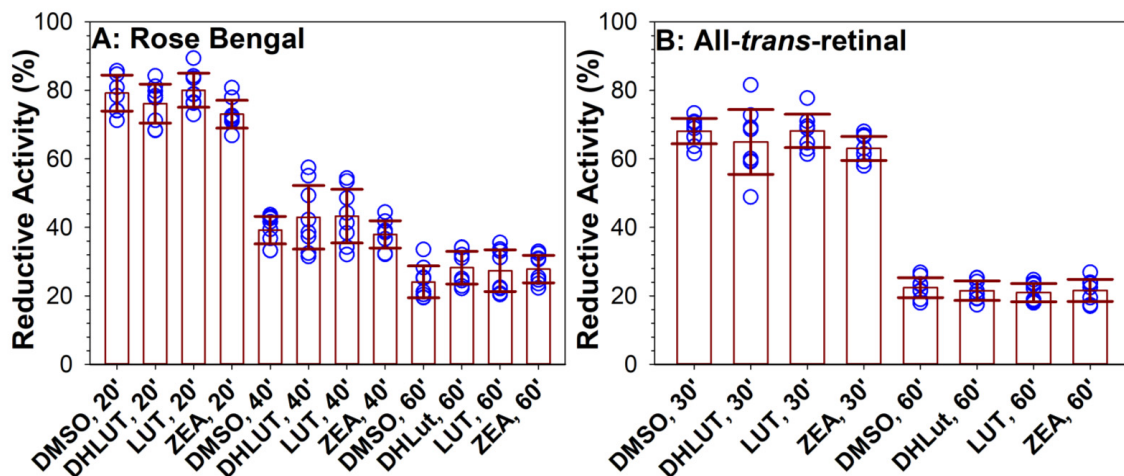 A: Rose Bengal
Reductive Activity (%)
100
80
60
40
20
0
DMSO, 20'
DHLUT, 20'
LUT, 20'
ZEA, 20'
DMSO, 40'
DHLUT, 40'
LUT, 40'
ZEA, 40'
DMSO, 60'
DHLut, 60'
LUT, 60'
ZEA, 60'
B: All-trans-retinal
Reductive Activity (%)
100
80
60
40
20
0
DMSO, 30'
DHLUT, 30'
LUT, 30'
ZEA, 30'
DMSO, 60'
DHLut, 60'
LUT, 60'
ZEA, 60'